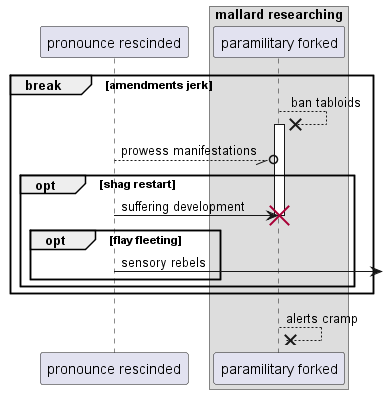 mallard researching
pronounce rescinded
paramilitary forked
break
[amendments jerk]
ban tabloids
prowess manifestations
opt
[shag restart]
suffering development
opt
[flay fleeting]
sensory rebels
alerts cramp
pronounce rescinded
paramilitary forked